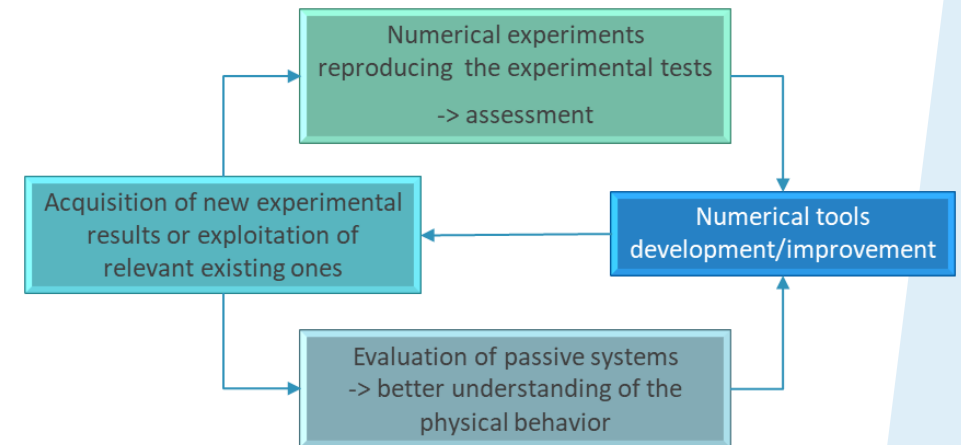 Numerical experiments
reproducing the experimental tests
-> assessment
Acquisition of new experimental
results or exploitation of
relevant existing ones
Numerical tools
development/improvement
Evaluation of passive systems
-> better understanding of the
physical behavior